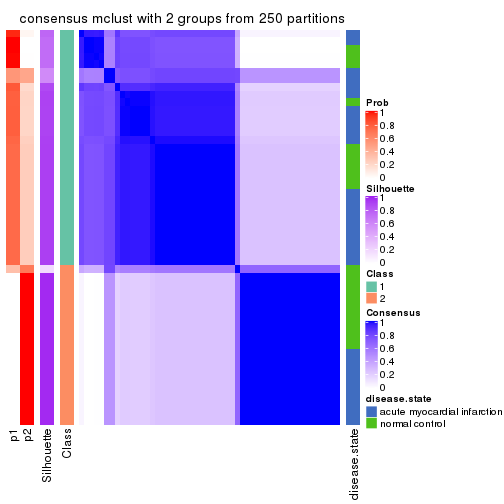 consensus mclust with 2 groups from 250 partitions
Prob
1
0.8
0.6
0.4
0.2
0
Silhouette
1
0.8
0.6
0.4
0.2
0
Class
1
2
Consensus
1
0.8
0.6
0.4
0.2
0
disease.state
acute myocardial infarction
normal control
p1
p2
Silhouette
Class
disease.state